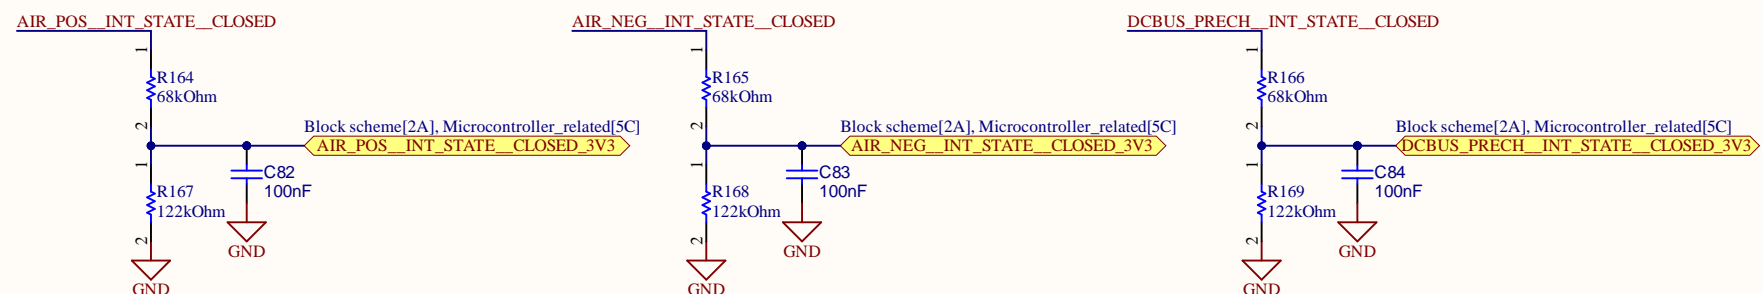 AIR_POS__INT_STATE__CLOSED
1
R164
68kOhm
2
Block scheme[2A], Microcontroller_related[5C]
AIR_POS__INT_STATE__CLOSED_3V3
1
R167
122kOhm
2
C82
100nF
GND
GND
AIR_NEG__INT_STATE__CLOSED
1
R165
68kOhm
2
Block scheme[2A], Microcontroller_related[5C]
AIR_NEG__INT_STATE__CLOSED_3V3
1
R168
122kOhm
2
C83
100nF
GND
GND
DCBUS_PRECH__INT_STATE__CLOSED
1
R166
68kOhm
2
Block scheme[2A], Microcontroller_related[5C]
DCBUS_PRECH__INT_STATE__CLOSED_3V3
1
R169
122kOhm
2
C84
100nF
GND
GND